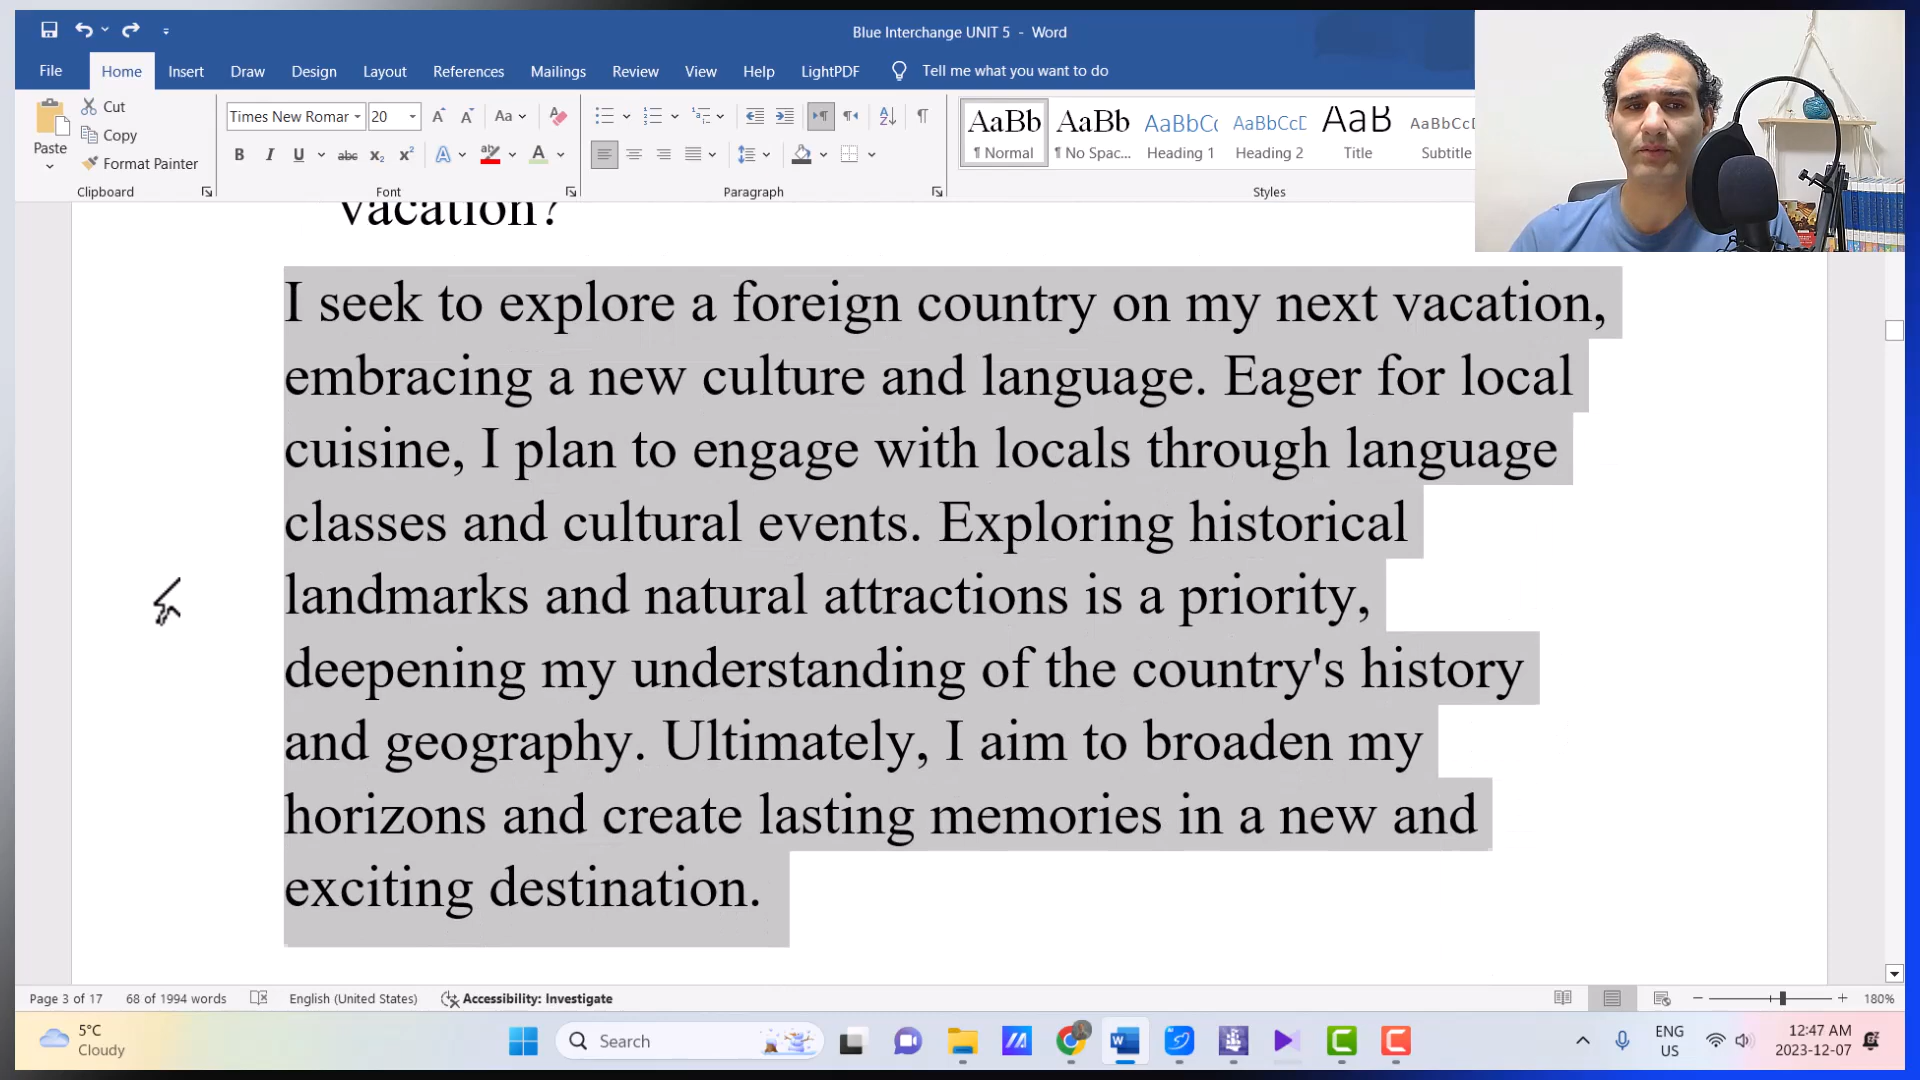 Blue Interchange UNIT 5 - Word
File Home Insert Draw Design Layout References Mailings Review View Help LightPDF Tell me what you want to do
Paste
Cut
Copy
Format Painter
Clipboard
Times New Romar 20
Font
Paragraph
AaBb AaBb AaBbCc AaBbCcD AaB AaBbCcD
¶ Normal ¶ No Spac... Heading 1 Heading 2 Title Subtitle
Styles
vacation?
I seek to explore a foreign country on my next vacation,
embracing a new culture and language. Eager for local
cuisine, I plan to engage with locals through language
classes and cultural events. Exploring historical
landmarks and natural attractions is a priority,
deepening my understanding of the country's history
and geography. Ultimately, I aim to broaden my
horizons and create lasting memories in a new and
exciting destination.
Page 3 of 17 68 of 1994 words English (United States) Accessibility: Investigate 180%
5°C
Cloudy
Search
ENG
US
12:47 AM
2023-12-07